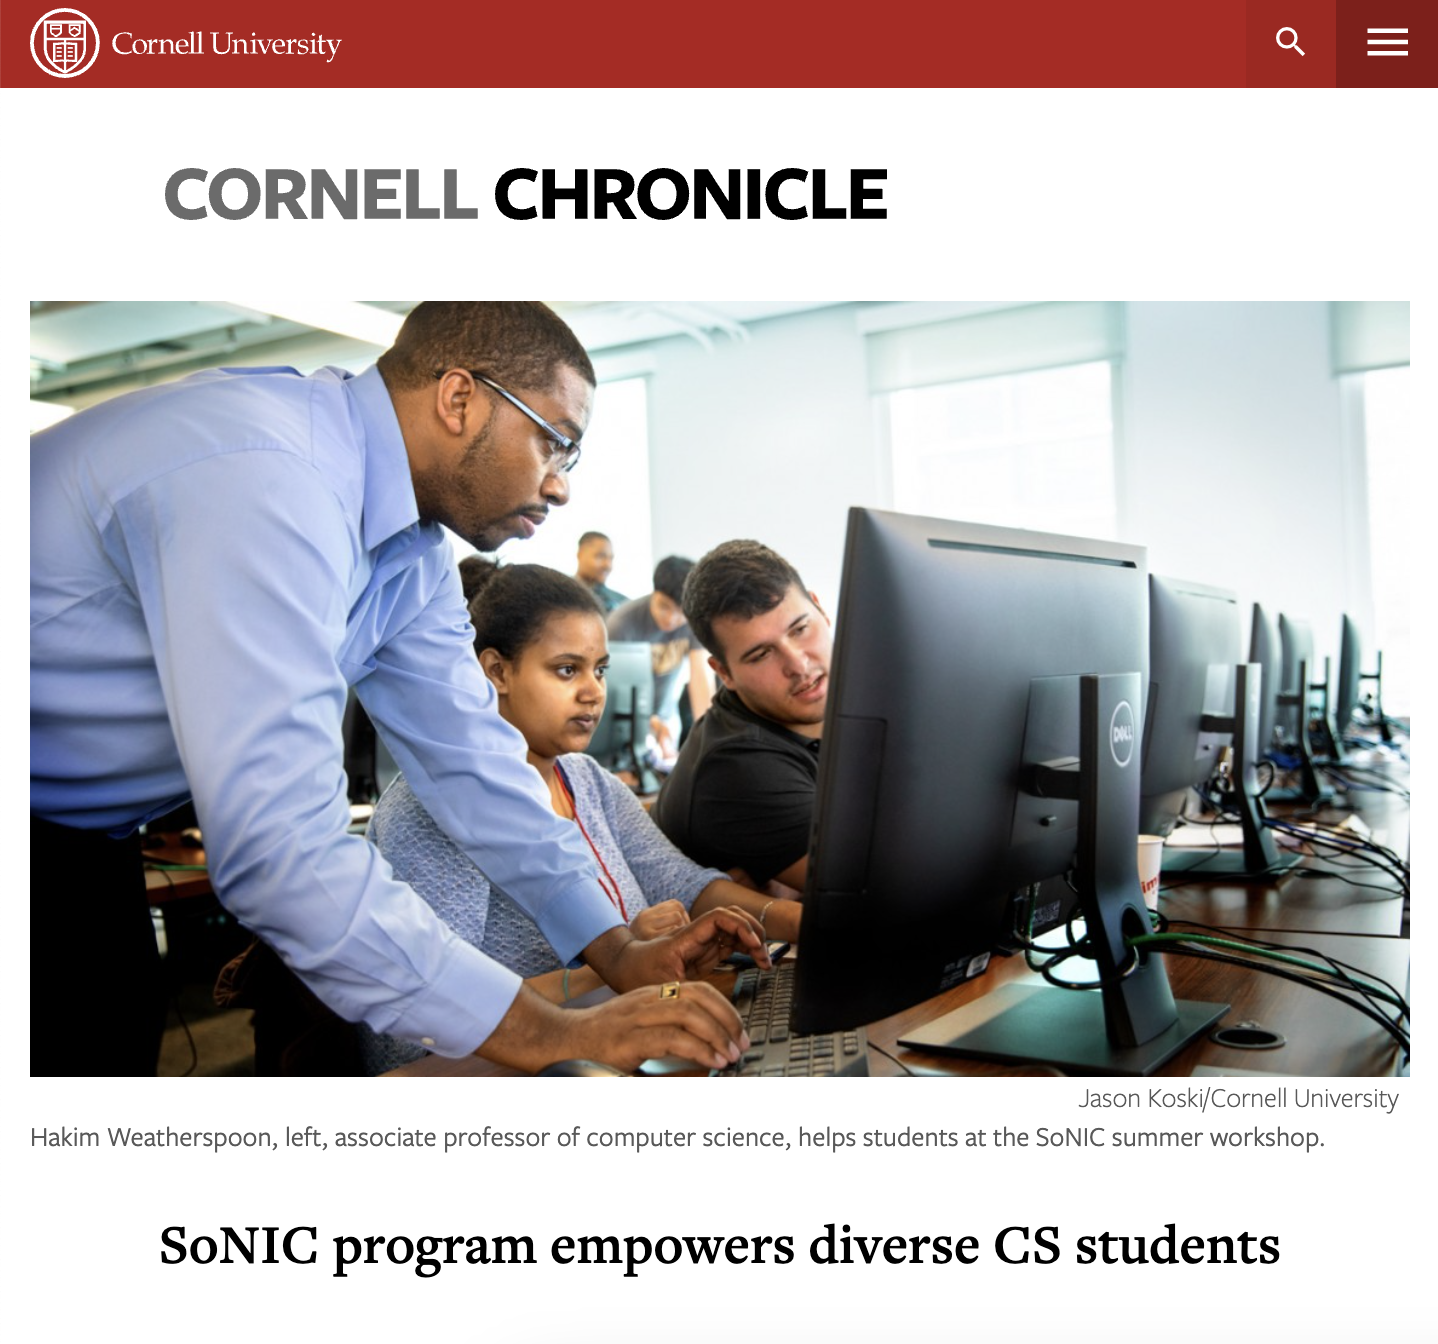 Cornell University
CORNELL CHRONICLE
DELL
Jason Koski/Cornell University
Hakim Weatherspoon, left, associate professor of computer science, helps students at the SoNIC summer workshop.
SoNIC program empowers diverse CS students